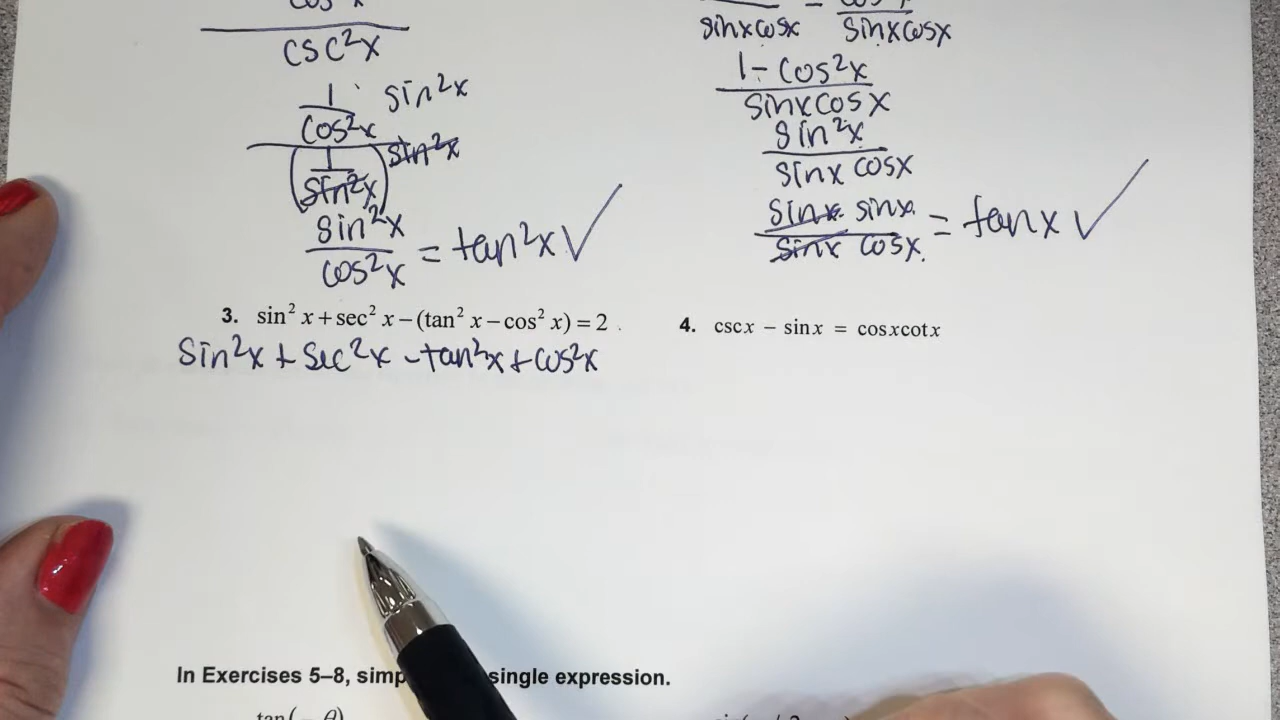 cos²x
csc²x
1 · sin²x
cos²x
1 sin²x
sin²x
sin²x
cos²x = tan²x ✓
sinxcosx - sinxcosx
1 - cos²x
sinxcosx
sin²x
sinx cosx
sinx · sinx
sinx cosx = tanx ✓
3. sin² x + sec² x − (tan² x − cos² x) = 2 .
sin²x + sec²x - tan²x + cos²x
4. cscx − sinx = cosxcotx
In Exercises 5–8, simp single expression.
tan(−θ)